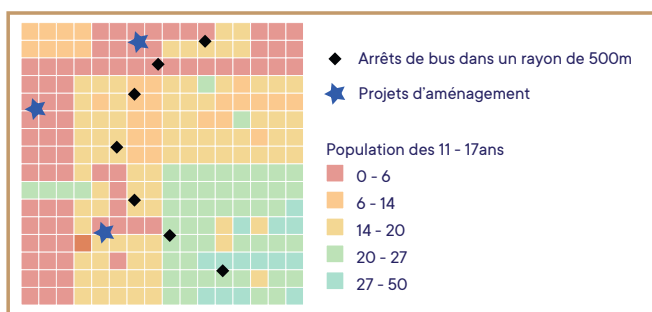 Arrêts de bus dans un rayon de 500m
Projets d'aménagement
Population des 11 - 17ans
0 - 6
6 - 14
14 - 20
20 - 27
27 - 50